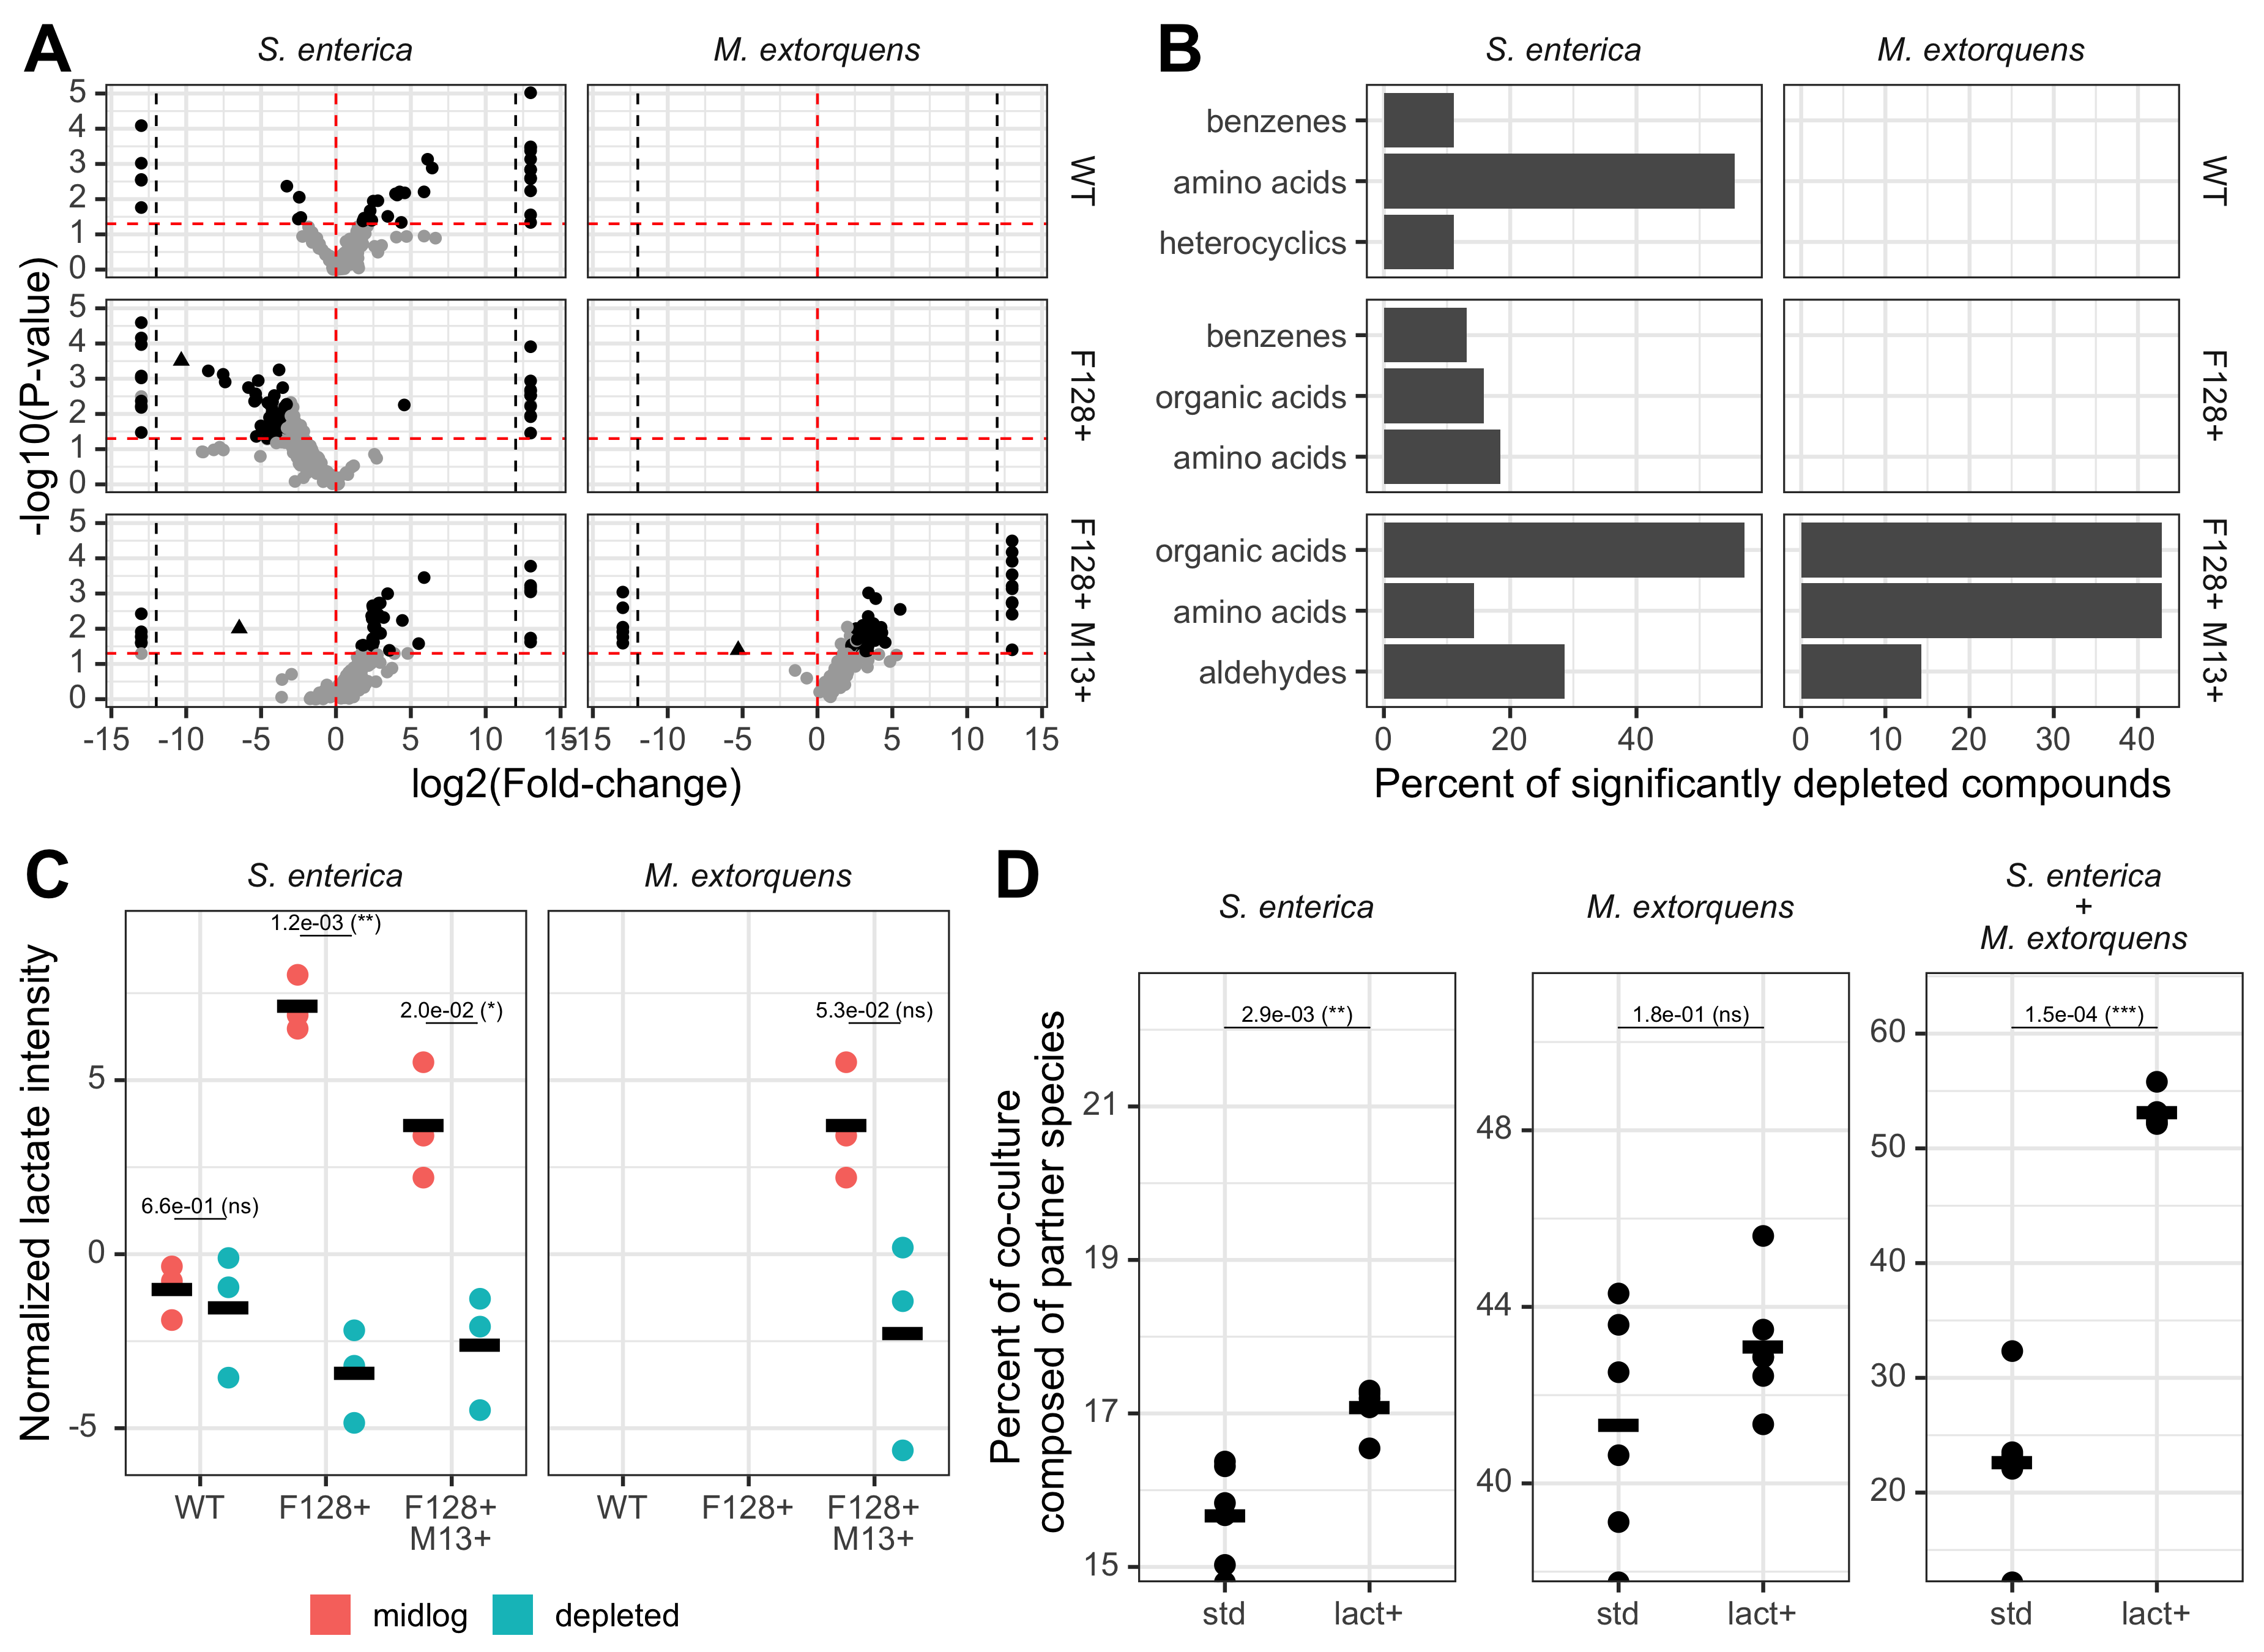 A
S. enterica
M. extorquens
-log10(P-value)
5
4
3
2
1
0
WT
5
4
3
2
1
0
F128+
5
4
3
2
1
0
F128+ M13+
-15
-10
-5
0
5
10
15
-15
-10
-5
0
5
10
15
log2(Fold-change)
B
S. enterica
M. extorquens
benzenes
amino acids
heterocyclics
WT
benzenes
organic acids
amino acids
F128+
organic acids
amino acids
aldehydes
F128+ M13+
0
20
40
0
10
20
30
40
Percent of significantly depleted compounds
C
S. enterica
M. extorquens
Normalized lactate intensity
5
0
-5
6.6e-01 (ns)
1.2e-03 (**)
2.0e-02 (*)
5.3e-02 (ns)
WT
F128+
F128+
M13+
WT
F128+
F128+
M13+
midlog
depleted
D
S. enterica
M. extorquens
S. enterica
+
M. extorquens
Percent of co-culture
composed of partner species
21
19
17
15
2.9e-03 (**)
std
lact+
48
44
40
1.8e-01 (ns)
std
lact+
60
50
40
30
20
1.5e-04 (***)
std
lact+